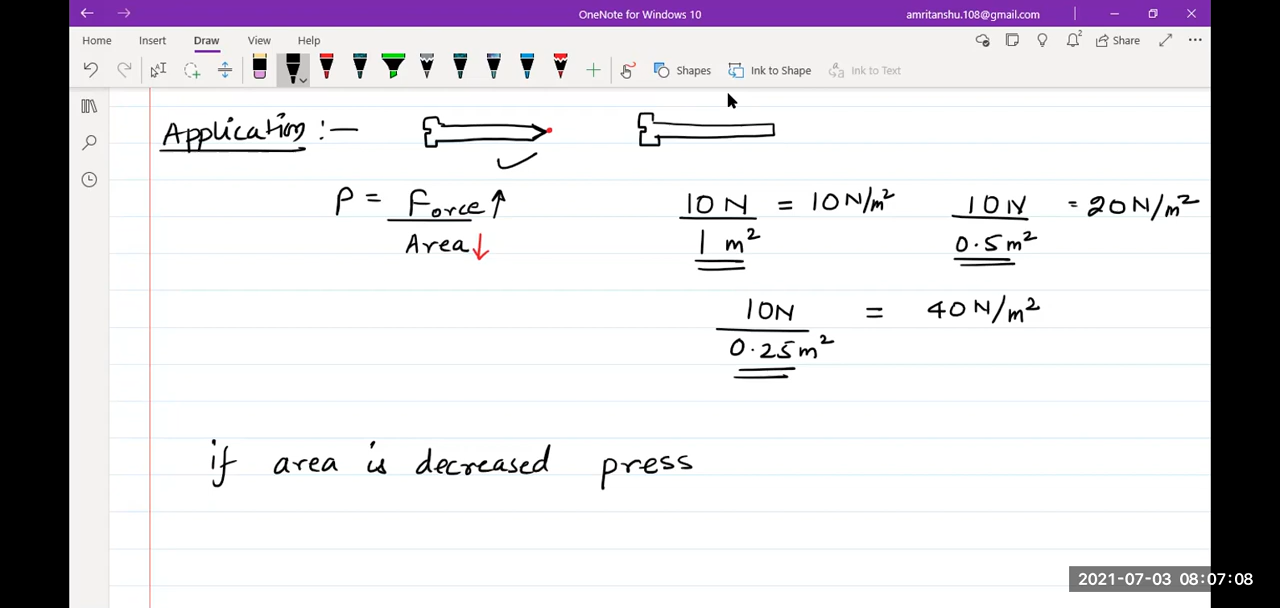 OneNote for Windows 10
amritanshu.108@gmail.com
Home Insert Draw View Help
2
Share
Shapes Ink to Shape Ink to Text
Application :—
P = Force ↑ / Area ↓
10 N / 1 m² = 10 N/m²
10 N / 0.5 m² = 20 N/m²
10N / 0.25 m² = 40 N/m²
if area is decreased press
2021-07-03 08:07:08